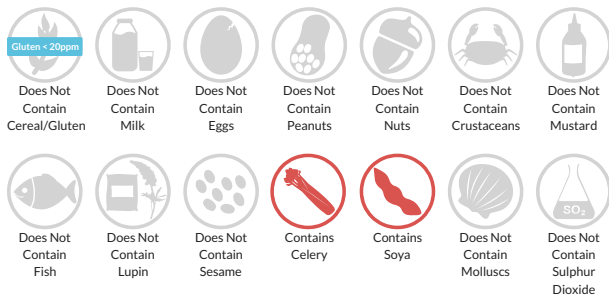 Gluten < 20ppm
Does Not
Contain
Cereal/Gluten
Does Not
Contain
Milk
Does Not
Contain
Eggs
Does Not
Contain
Peanuts
Does Not
Contain
Nuts
Does Not
Contain
Crustaceans
Does Not
Contain
Mustard
Does Not
Contain
Fish
Does Not
Contain
Lupin
Does Not
Contain
Sesame
Contains
Celery
Contains
Soya
Does Not
Contain
Molluscs
SO₂
Does Not
Contain
Sulphur
Dioxide